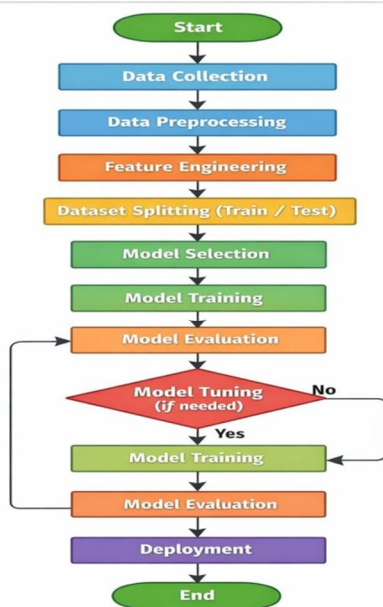 Start
Data Collection
Data Preprocessing
Feature Engineering
Dataset Splitting (Train / Test)
Model Selection
Model Training
Model Evaluation
Model Tuning
(if needed)
No
Yes
Model Training
Model Evaluation
Deployment
End